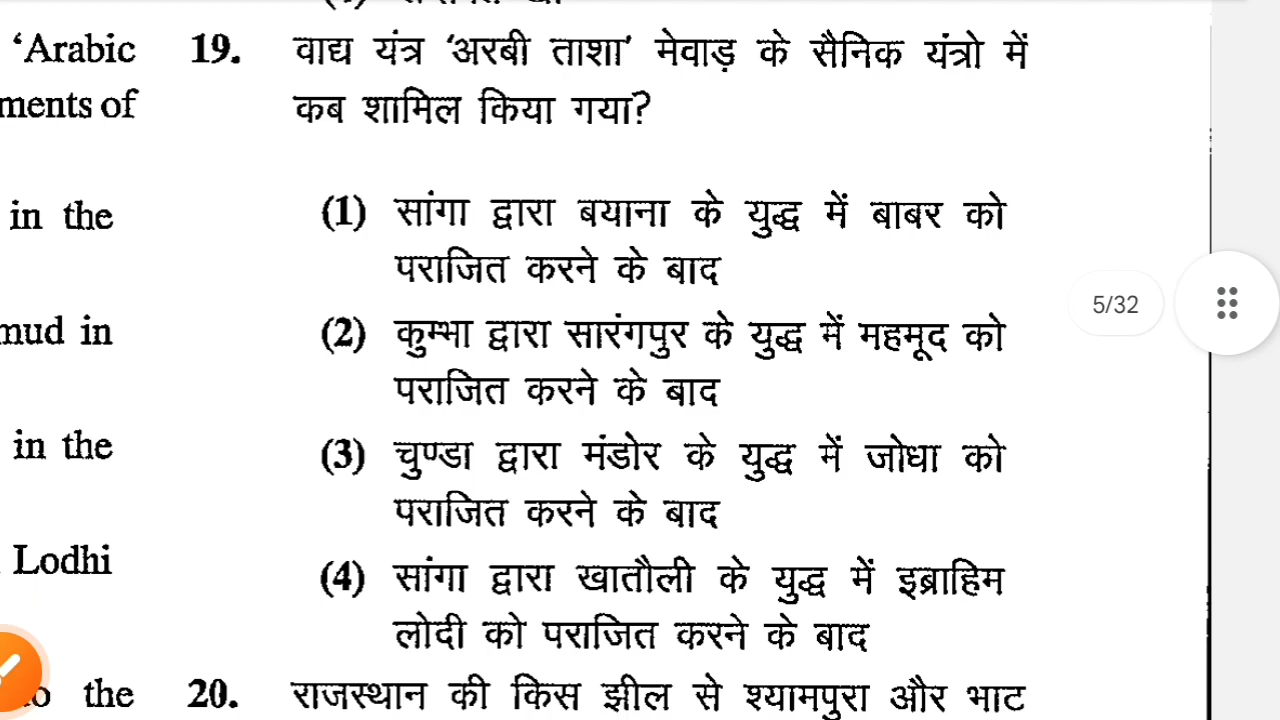 'Arabic 19. वाद्य यंत्र 'अरबी ताशा' मेवाड़ के सैनिक यंत्रो में
ments of कब शामिल किया गया?
in the (1) सांगा द्वारा बयाना के युद्ध में बाबर को
पराजित करने के बाद
5/32
mud in (2) कुम्भा द्वारा सारंगपुर के युद्ध में महमूद को
पराजित करने के बाद
in the (3) चुण्डा द्वारा मंडोर के युद्ध में जोधा को
पराजित करने के बाद
Lodhi (4) सांगा द्वारा खातौली के युद्ध में इब्राहिम
लोदी को पराजित करने के बाद
the 20. राजस्थान की किस झील से श्यामपुरा और भाट